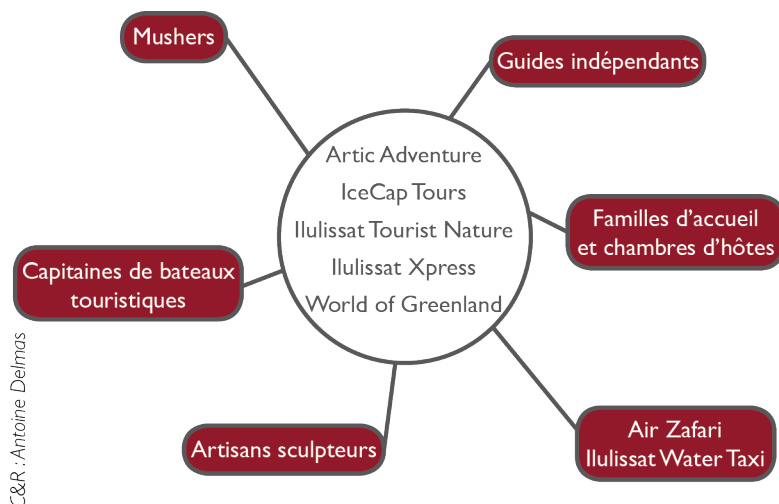 Mushers
Guides indépendants
Artic Adventure
IceCap Tours
Ilulissat Tourist Nature
Ilulissat Xpress
World of Greenland
Familles d’accueil
et chambres d’hôtes
Capitaines de bateaux
touristiques
Artisans sculpteurs
Air Zafari
Ilulissat Water Taxi
C&R : Antoine Delmas